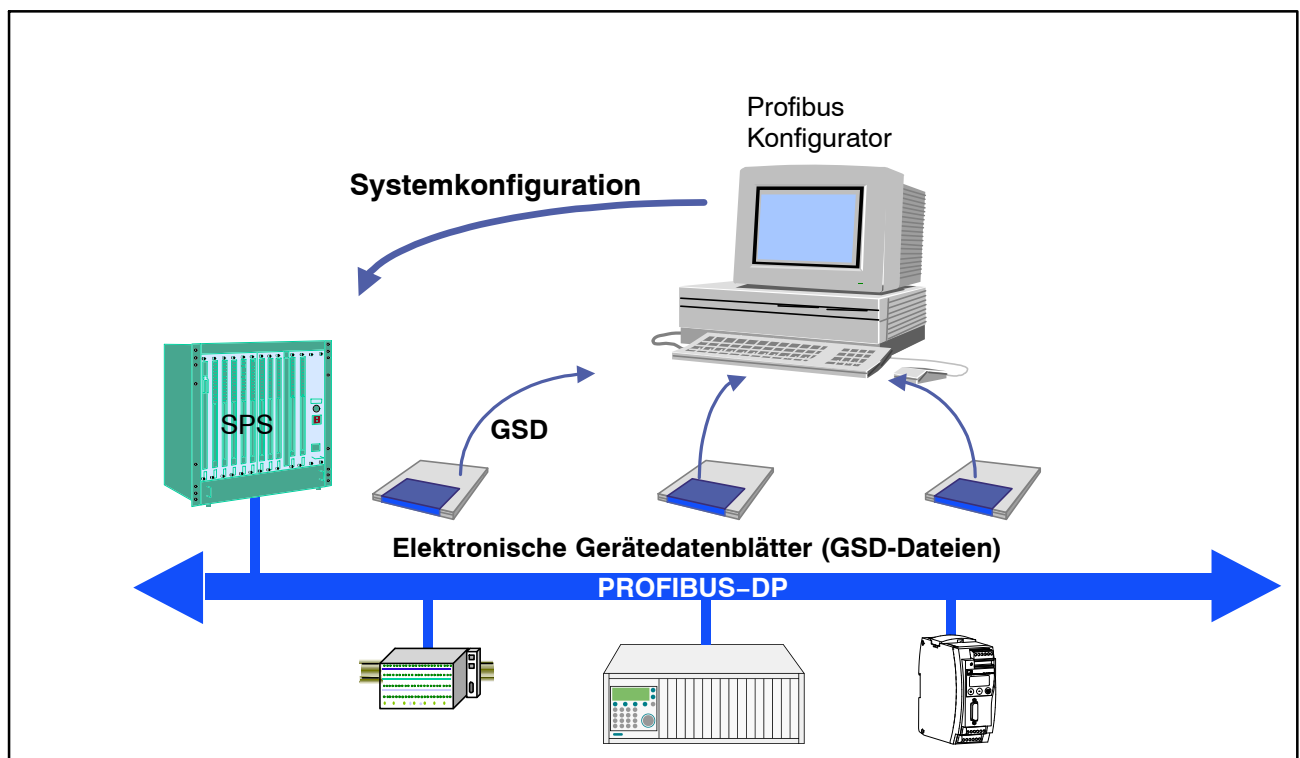 Profibus
Konfigurator
Systemkonfiguration
SPS
GSD
Elektronische Gerätedatenblätter (GSD-Dateien)
PROFIBUS–DP